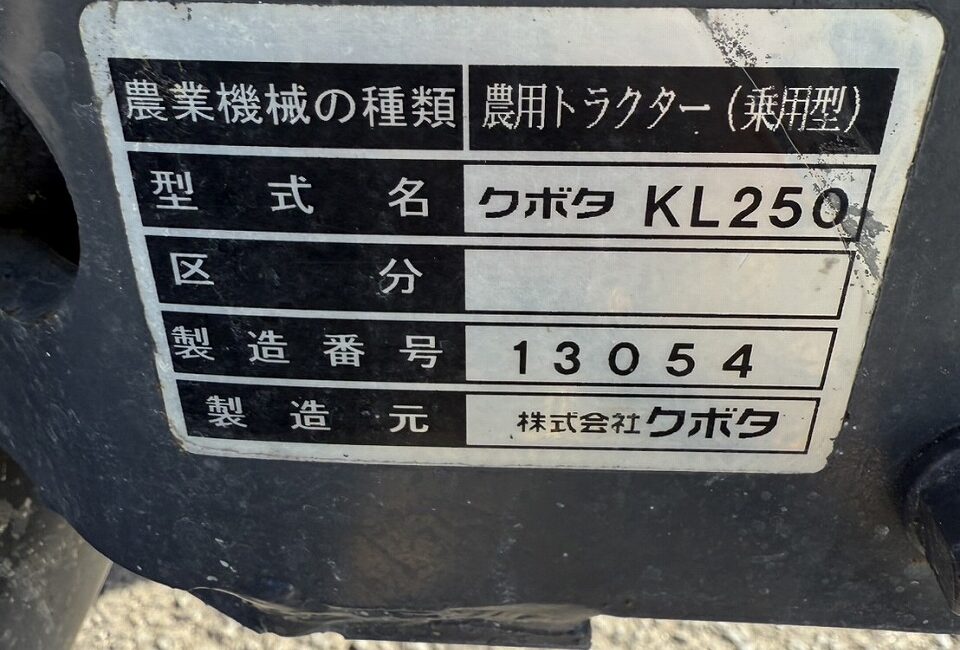 農業機械の種類 農用トラクター(乗用型)
型式名 クボタ KL250
区分
製造番号 13054
製造元 株式会社クボタ